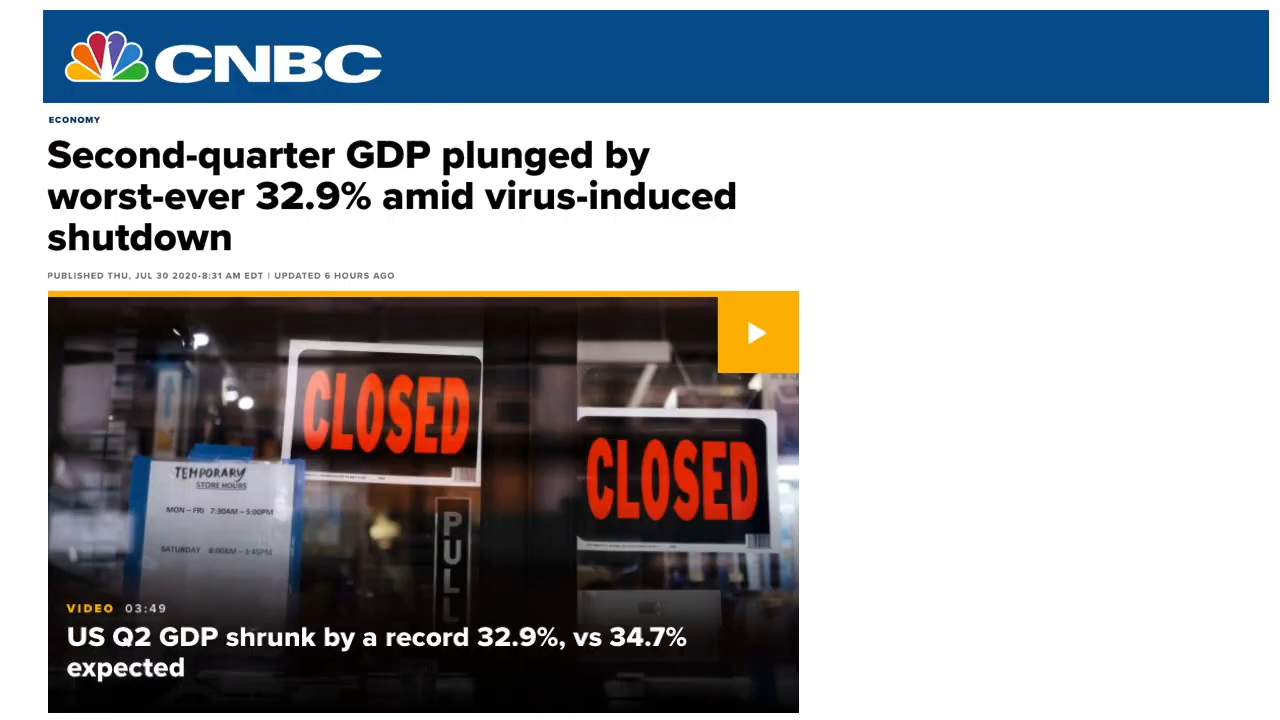 CNBC
ECONOMY
Second-quarter GDP plunged by
worst-ever 32.9% amid virus-induced
shutdown
PUBLISHED THU, JUL 30 2020•8:31 AM EDT | UPDATED 6 HOURS AGO
CLOSED
CLOSED
TEMPORARY
STORE HOURS
MON – FRI 7:30AM – 5:00PM
SATURDAY 8:00AM – 3:45PM
PULL
VIDEO 03:49
US Q2 GDP shrunk by a record 32.9%, vs 34.7%
expected